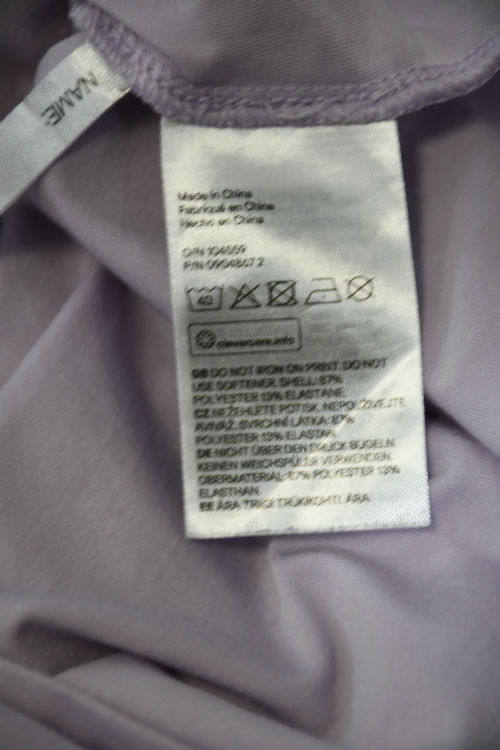 NAME:
Made in China
Fabriqué en Chine
Hecho en China
O/N 104559
P/N 0904847 2
40
clevercare.info
GB DO NOT IRON ON PRINT. DO NOT
USE SOFTENER. SHELL: 87%
POLYESTER 13% ELASTANE.
CZ NEŽEHLETE POTISK. NEPOUŽÍVEJTE
AVIVÁŽ. SVRCHNÍ LÁTKA: 87%
POLYESTER 13% ELASTAN.
DE NICHT ÜBER DEN DRUCK BÜGELN.
KEINEN WEICHSPÜLER VERWENDEN.
OBERMATERIAL: 87% POLYESTER 13%
ELASTHAN.
EE ÄRA TRIIGI TRÜKKOHTI. ÄRA